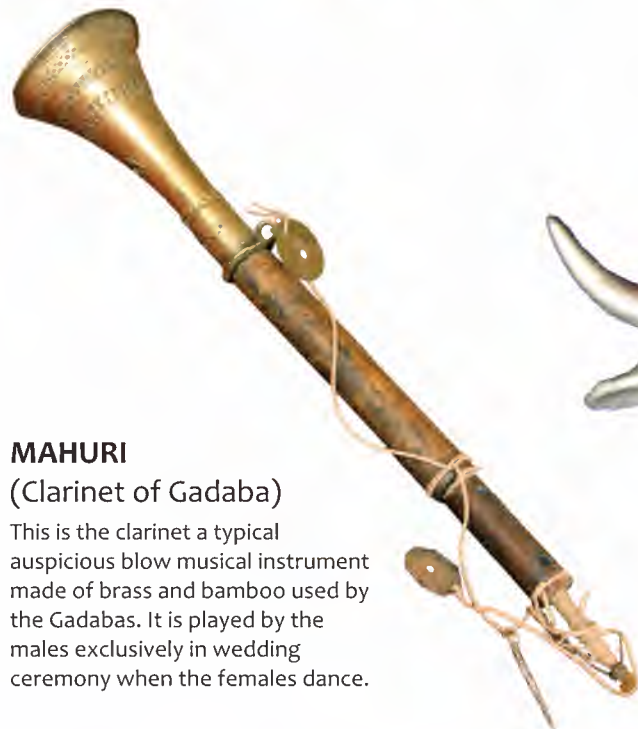 MAHURI
(Clarinet of Gadaba)
This is the clarinet a typical
auspicious blow musical instrument
made of brass and bamboo used by
the Gadabas. It is played by the
males exclusively in wedding
ceremony when the females dance.